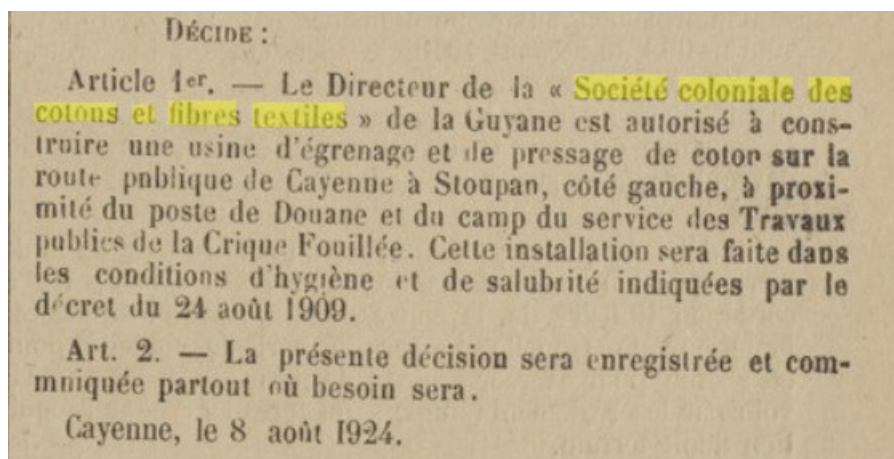 DÉCIDE :
Article 1er. — Le Directeur de la « Société coloniale des
cotons et fibres textiles » de la Guyane est autorisé à cons-
truire une usine d'égrenage et de pressage de coton sur la
route publique de Cayenne à Stoupan, côté gauche, à proxi-
mité du poste de Douane et du camp du service des Travaux
publics de la Crique Fouillée. Cette installation sera faite dans
les conditions d'hygiène et de salubrité indiquées par le
décret du 24 août 1909.
Art. 2. — La présente décision sera enregistrée et com-
muniquée partout où besoin sera.
Cayenne, le 8 août 1924.